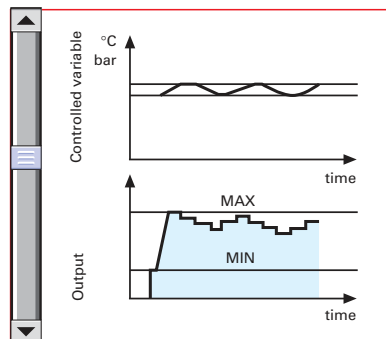 °C
bar
Controlled variable
time
MAX
MIN
Output
time